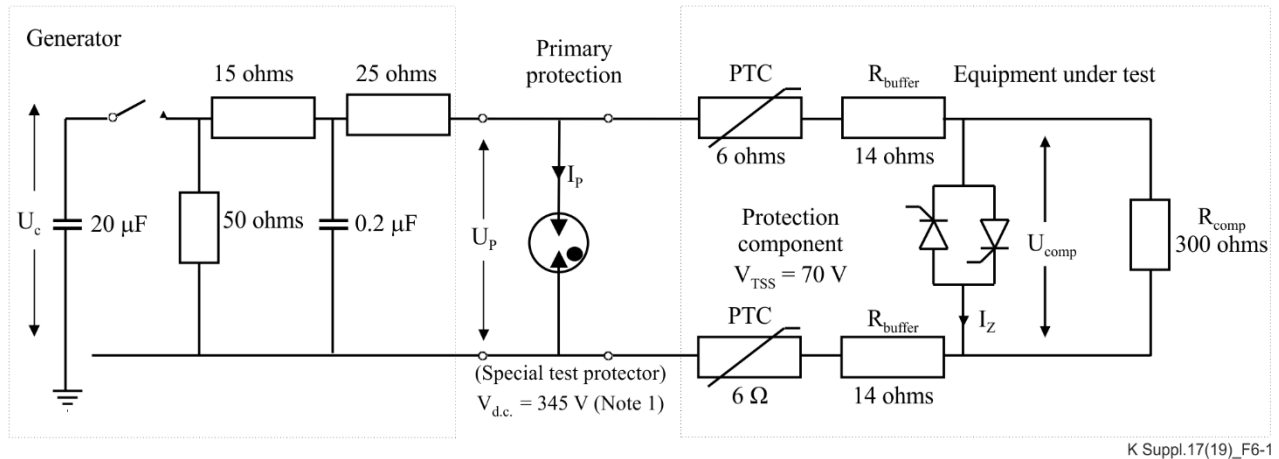 Generator
15 ohms
25 ohms
Primary
protection
PTC
R_buffer
Equipment under test
6 ohms
14 ohms
U_c
20 μF
50 ohms
0.2 μF
U_P
I_P
Protection
component
V_TSS = 70 V
U_comp
R_comp
300 ohms
I_Z
PTC
R_buffer
(Special test protector)
V_d.c. = 345 V (Note 1)
6 Ω
14 ohms
K Suppl.17(19)_F6-1